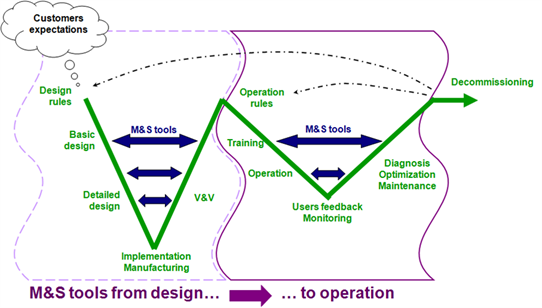 Customers
expectations
Design
rules
Operation
rules
Decommissioning
M&S tools
M&S tools
Basic
design
Training
Diagnosis
Optimization
Maintenance
Operation
Detailed
design
V&V
Users feedback
Monitoring
Implementation
Manufacturing
M&S tools from design… … to operation